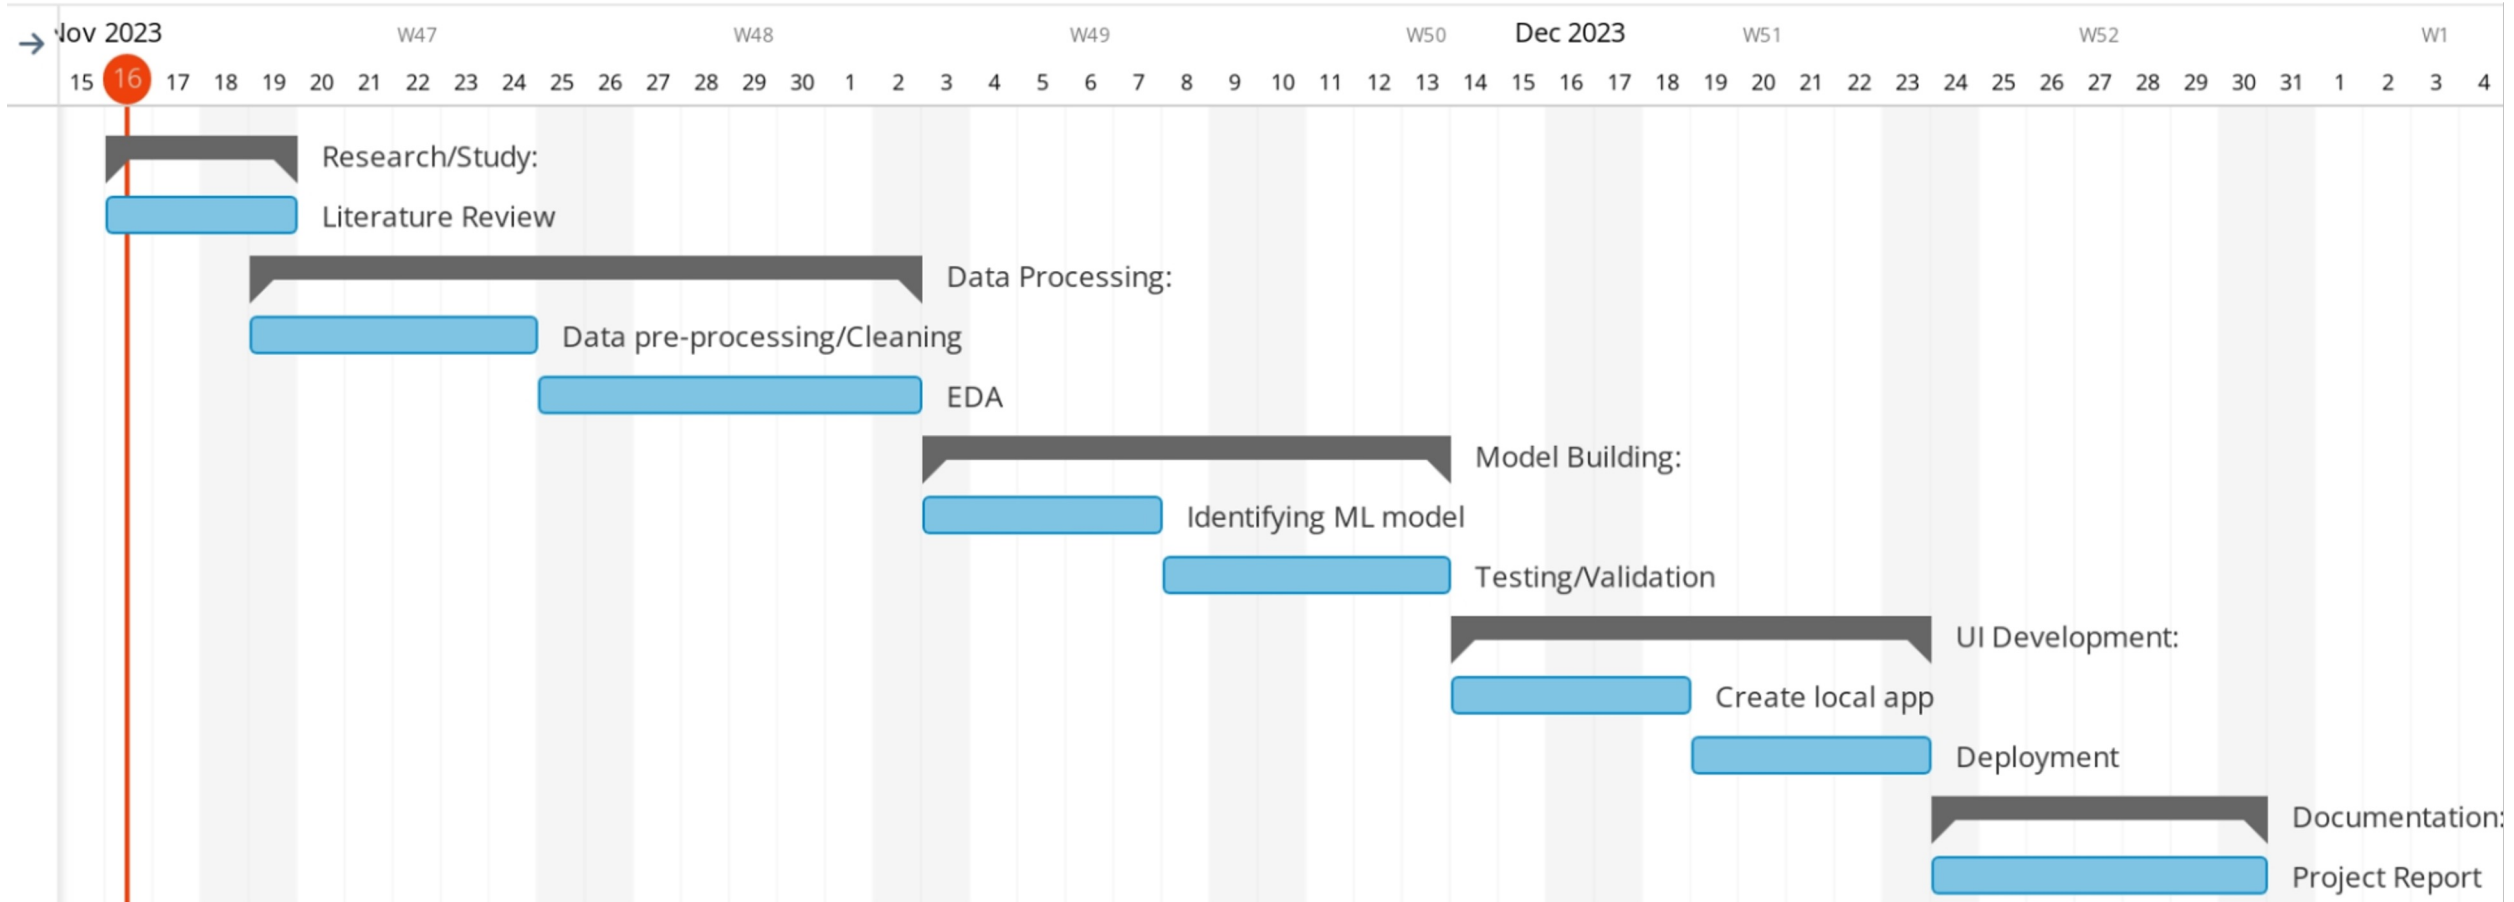 Nov 2023 W47 W48 W49 W50 Dec 2023 W51 W52 W1
15 16 17 18 19 20 21 22 23 24 25 26 27 28 29 30 1 2 3 4 5 6 7 8 9 10 11 12 13 14 15 16 17 18 19 20 21 22 23 24 25 26 27 28 29 30 31 1 2 3 4
Research/Study:
Literature Review
Data Processing:
Data pre-processing/Cleaning
EDA
Model Building:
Identifying ML model
Testing/Validation
UI Development:
Create local app
Deployment
Documentation:
Project Report